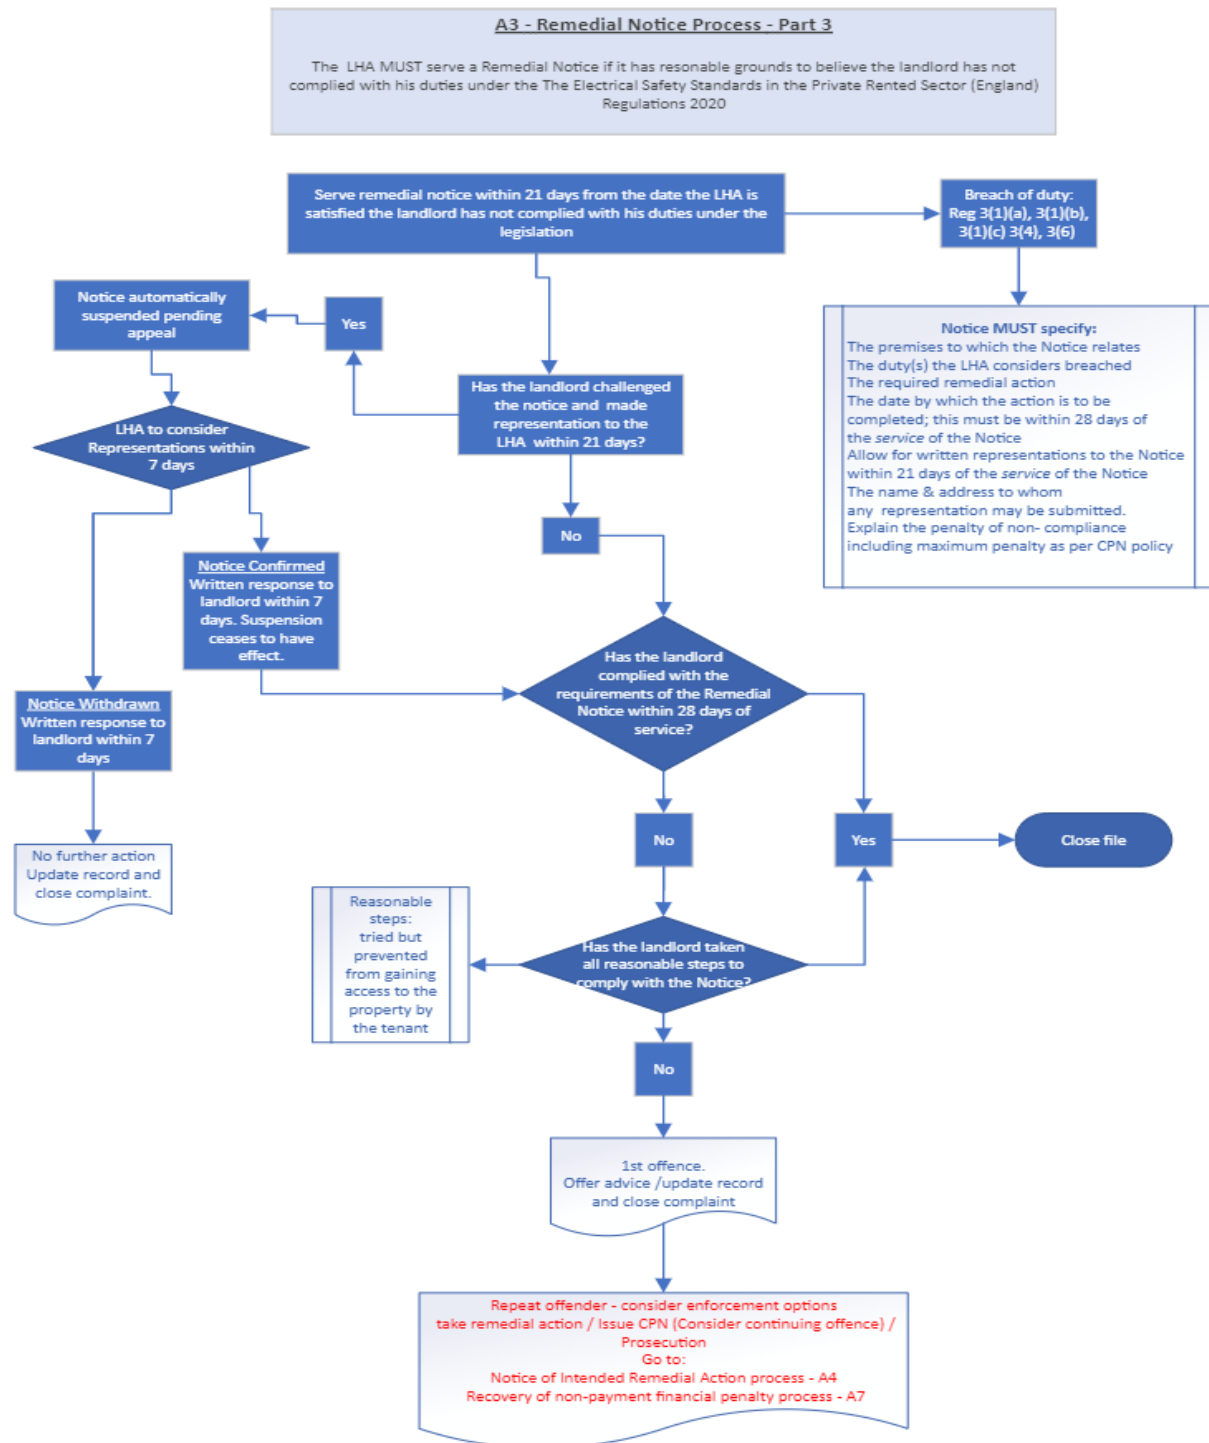 A3 - Remedial Notice Process - Part 3
The LHA MUST serve a Remedial Notice if it has resonable grounds to believe the landlord has not
complied with his duties under the The Electrical Safety Standards in the Private Rented Sector (England)
Regulations 2020
Serve remedial notice within 21 days from the date the LHA is
satisfied the landlord has not complied with his duties under the
legislation
Breach of duty:
Reg 3(1)(a), 3(1)(b),
3(1)(c) 3(4), 3(6)
Notice automatically
suspended pending
appeal
Yes
Notice MUST specify:
The premises to which the Notice relates
The duty(s) the LHA considers breached
The required remedial action
The date by which the action is to be
completed; this must be within 28 days of
the service of the Notice
Allow for written representations to the Notice
within 21 days of the service of the Notice
The name & address to whom
any representation may be submitted.
Explain the penalty of non- compliance
including maximum penalty as per CPN policy
Has the landlord challenged
the notice and made
representation to the
LHA within 21 days?
LHA to consider
Representations within
7 days
No
Notice Confirmed
Written response to
landlord within 7
days. Suspension
ceases to have
effect.
Has the landlord
complied with the
requirements of the Remedial
Notice within 28 days of
service?
Notice Withdrawn
Written response to
landlord within 7
days
No
Yes
Close file
No further action
Update record and
close complaint.
Reasonable
steps:
tried but
prevented
from gaining
access to the
property by
the tenant
Has the landlord taken
all reasonable steps to
comply with the Notice?
No
1st offence.
Offer advice /update record
and close complaint
Repeat offender - consider enforcement options
take remedial action / Issue CPN (Consider continuing offence) /
Prosecution
Go to:
Notice of Intended Remedial Action process - A4
Recovery of non-payment financial penalty process - A7